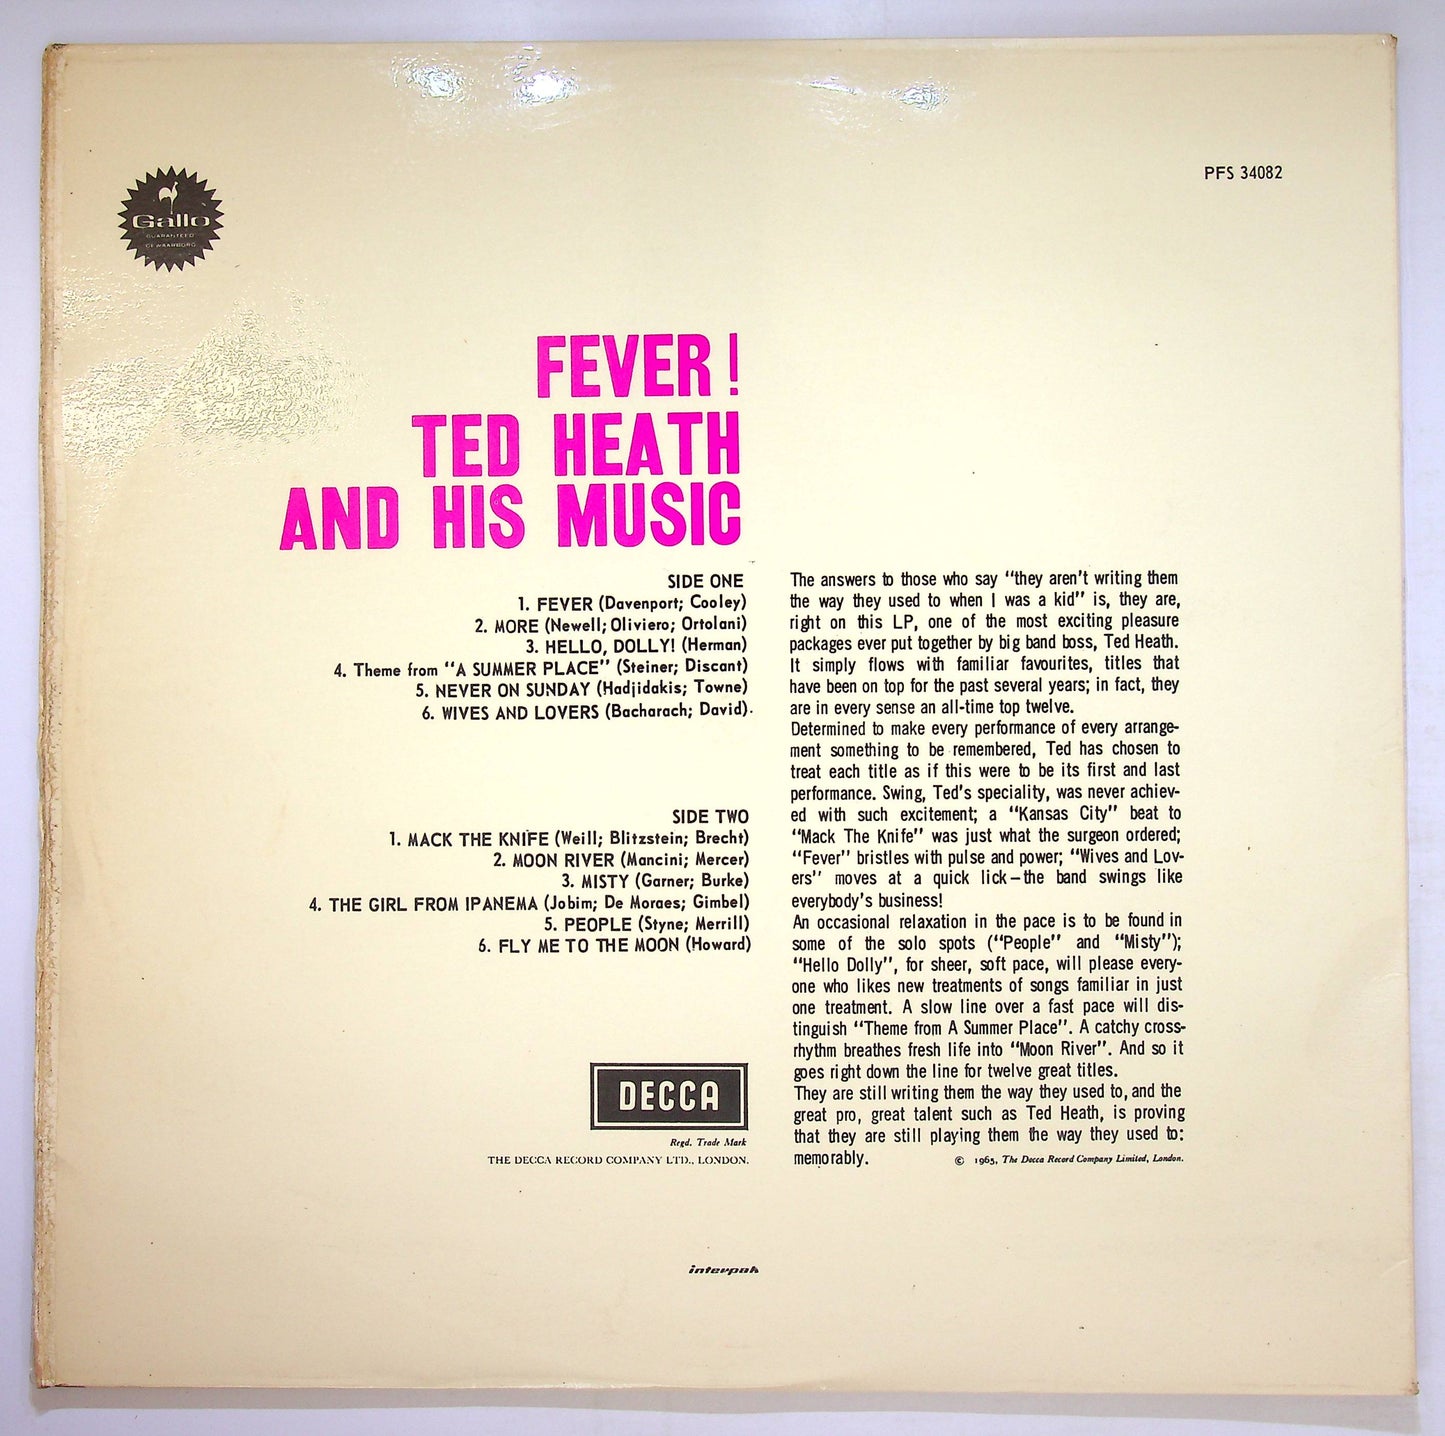 PFS 34082
Gallo
GUARANTEED
GEWAARBORG
FEVER!
TED HEATH
AND HIS MUSIC
SIDE ONE
1. FEVER (Davenport; Cooley)
2. MORE (Newell; Oliviero; Ortolani)
3. HELLO, DOLLY! (Herman)
4. Theme from “A SUMMER PLACE” (Steiner; Discant)
5. NEVER ON SUNDAY (Hadjidakis; Towne)
6. WIVES AND LOVERS (Bacharach; David).
SIDE TWO
1. MACK THE KNIFE (Weill; Blitzstein; Brecht)
2. MOON RIVER (Mancini; Mercer)
3. MISTY (Garner; Burke)
4. THE GIRL FROM IPANEMA (Jobim; De Moraes; Gimbel)
5. PEOPLE (Styne; Merrill)
6. FLY ME TO THE MOON (Howard)
DECCA
Regd. Trade Mark
THE DECCA RECORD COMPANY LTD., LONDON.
The answers to those who say “they aren’t writing them
the way they used to when I was a kid” is, they are,
right on this LP, one of the most exciting pleasure
packages ever put together by big band boss, Ted Heath.
It simply flows with familiar favourites, titles that
have been on top for the past several years; in fact, they
are in every sense an all-time top twelve.
Determined to make every performance of every arrange-
ment something to be remembered, Ted has chosen to
treat each title as if this were to be its first and last
performance. Swing, Ted’s speciality, was never achiev-
ed with such excitement; a “Kansas City” beat to
“Mack The Knife” was just what the surgeon ordered;
“Fever” bristles with pulse and power; “Wives and Lov-
ers” moves at a quick lick—the band swings like
everybody’s business!
An occasional relaxation in the pace is to be found in
some of the solo spots (“People” and “Misty”);
“Hello Dolly”, for sheer, soft pace, will please every-
one who likes new treatments of songs familiar in just
one treatment. A slow line over a fast pace will dis-
tinguish “Theme from A Summer Place”. A catchy cross-
rhythm breathes fresh life into “Moon River”. And so it
goes right down the line for twelve great titles.
They are still writing them the way they used to, and the
great pro, great talent such as Ted Heath, is proving
that they are still playing them the way they used to:
memorably.
© 1965, The Decca Record Company Limited, London.
interpak